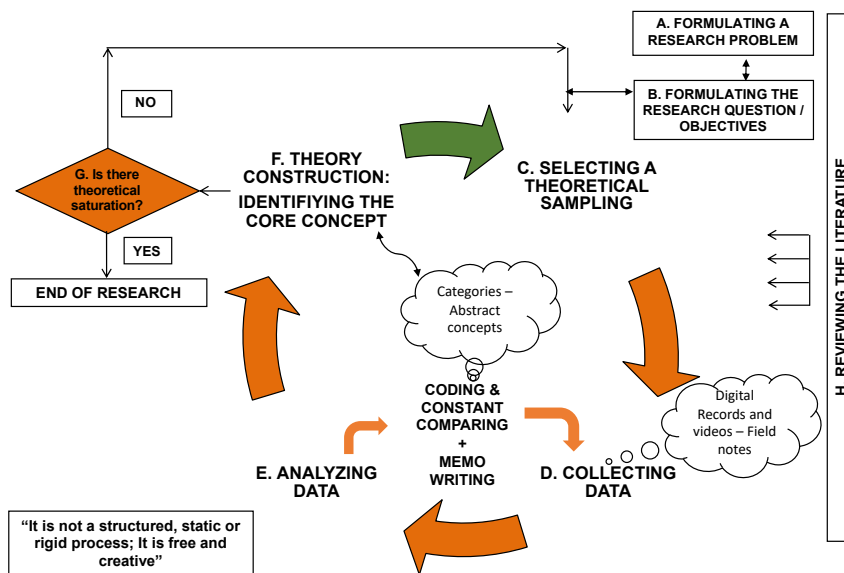 A. FORMULATING A
RESEARCH PROBLEM
B. FORMULATING THE
RESEARCH QUESTION /
OBJECTIVES
NO
G. Is there
theoretical
saturation?
YES
END OF RESEARCH
F. THEORY
CONSTRUCTION:
IDENTIFIYING THE
CORE CONCEPT
C. SELECTING A
THEORETICAL
SAMPLING
H. REVIEWING THE LITERATURE
Categories –
Abstract
concepts
CODING &
CONSTANT
COMPARING
+
MEMO
WRITING
Digital
Records and
videos – Field
notes
E. ANALYZING
DATA
D. COLLECTING
DATA
“It is not a structured, static or
rigid process; It is free and
creative”